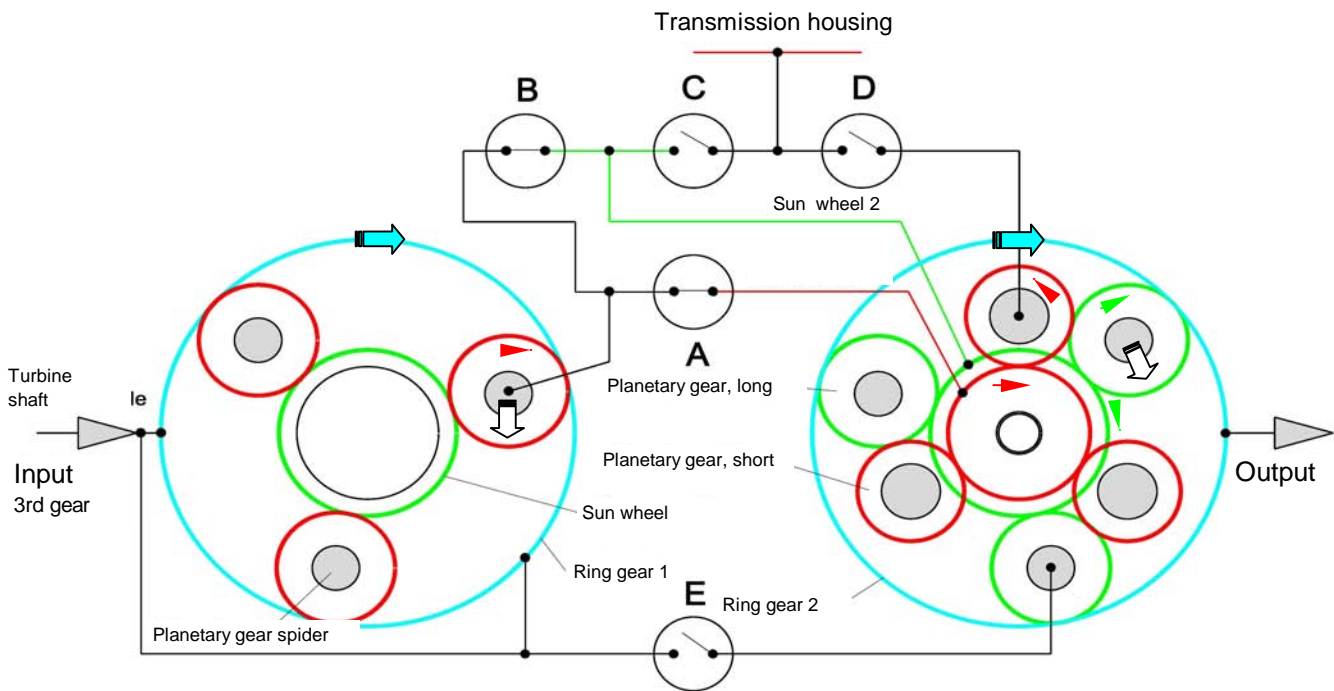 Transmission housing
B
C
D
Sun wheel 2
A
Turbine
shaft
Ie
Input
3rd gear
Planetary gear, long
Planetary gear, short
Output
Sun wheel
Ring gear 1
Planetary gear spider
E
Ring gear 2